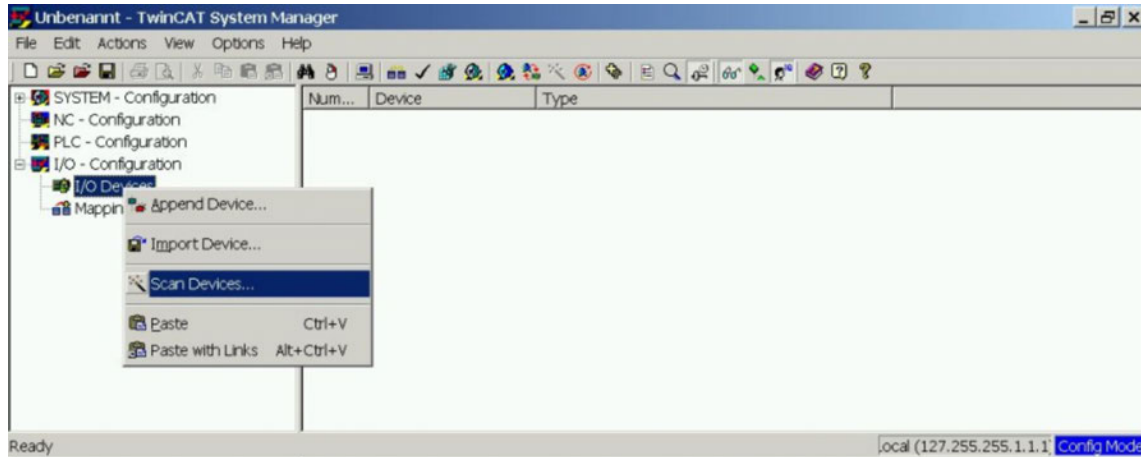 Unbenannt - TwinCAT System Manager
File Edit Actions View Options Help
SYSTEM - Configuration
NC - Configuration
PLC - Configuration
I/O - Configuration
I/O Devices
Mappin
Num... Device Type
Append Device...
Import Device...
Scan Devices...
Paste Ctrl+V
Paste with Links Alt+Ctrl+V
Ready
ocal (127.255.255.1.1.1) Config Mode